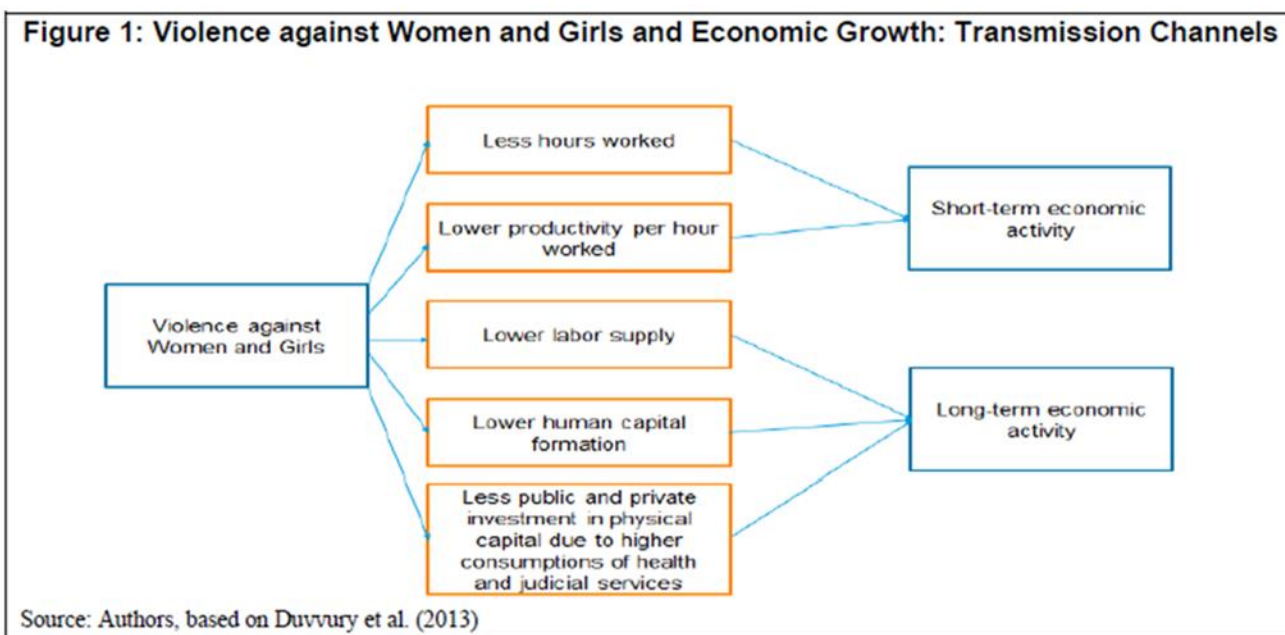 Figure 1: Violence against Women and Girls and Economic Growth: Transmission Channels
Less hours worked
Lower productivity per hour
worked
Short-term economic
activity
Violence against
Women and Girls
Lower labor supply
Lower human capital
formation
Long-term economic
activity
Less public and private
investment in physical
capital due to higher
consumptions of health
and judicial services
Source: Authors, based on Duvvury et al. (2013)